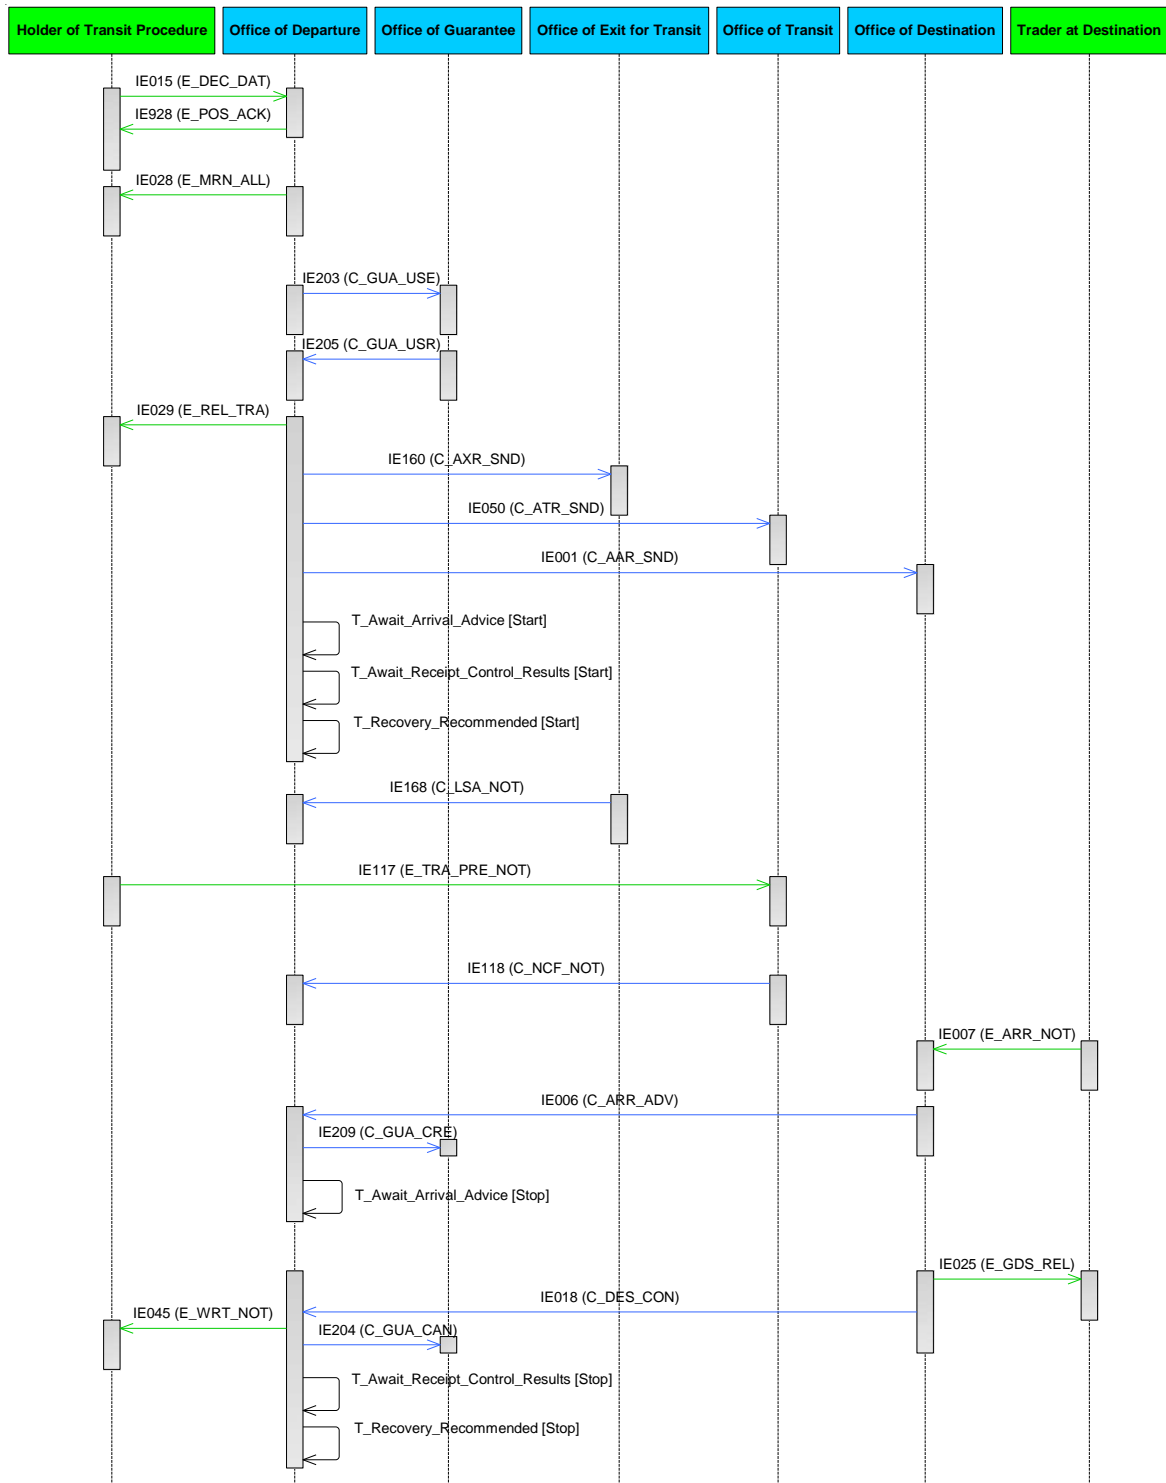 Holder of Transit Procedure
Office of Departure
Office of Guarantee
Office of Exit for Transit
Office of Transit
Office of Destination
Trader at Destination
IE015 (E_DEC_DAT)
IE928 (E_POS_ACK)
IE028 (E_MRN_ALL)
IE203 (C_GUA_USE)
IE205 (C_GUA_USR)
IE029 (E_REL_TRA)
IE160 (C_AXR_SND)
IE050 (C_ATR_SND)
IE001 (C_AAR_SND)
T_Await_Arrival_Advice [Start]
T_Await_Receipt_Control_Results [Start]
T_Recovery_Recommended [Start]
IE168 (C_LSA_NOT)
IE117 (E_TRA_PRE_NOT)
IE118 (C_NCF_NOT)
IE007 (E_ARR_NOT)
IE006 (C_ARR_ADV)
IE209 (C_GUA_CRE)
T_Await_Arrival_Advice [Stop]
IE025 (E_GDS_REL)
IE018 (C_DES_CON)
IE045 (E_WRT_NOT)
IE204 (C_GUA_CAN)
T_Await_Receipt_Control_Results [Stop]
T_Recovery_Recommended [Stop]